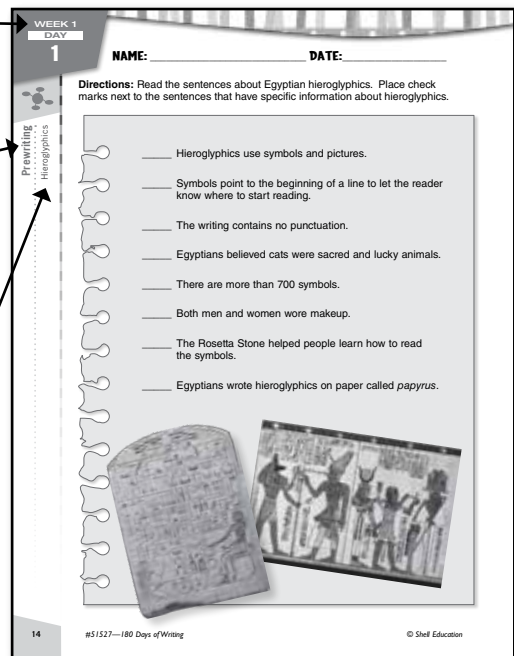 WEEK 1
DAY
1
NAME: DATE:
Directions: Read the sentences about Egyptian hieroglyphics. Place check
marks next to the sentences that have specific information about hieroglyphics.
Prewriting
Hieroglyphics
Hieroglyphics use symbols and pictures.
Symbols point to the beginning of a line to let the reader
know where to start reading.
The writing contains no punctuation.
Egyptians believed cats were sacred and lucky animals.
There are more than 700 symbols.
Both men and women wore makeup.
The Rosetta Stone helped people learn how to read
the symbols.
Egyptians wrote hieroglyphics on paper called papyrus.
14
#51527—180 Days of Writing
© Shell Education